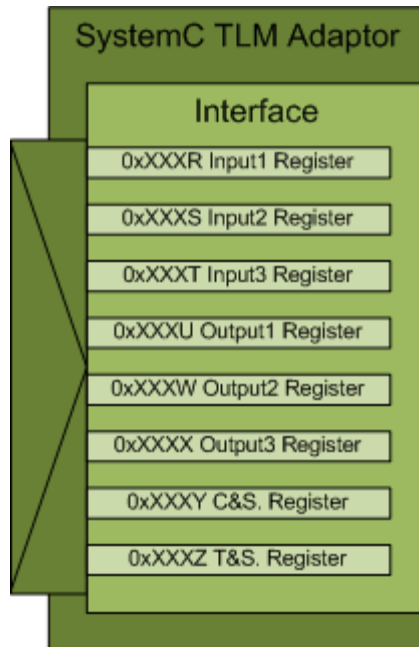 SystemC TLM Adaptor
Interface
0xXXXR Input1 Register
0xXXXS Input2 Register
0xXXXT Input3 Register
0xXXXU Output1 Register
0xXXXW Output2 Register
0xXXXX Output3 Register
0xXXXY C&S. Register
0xXXXZ T&S. Register